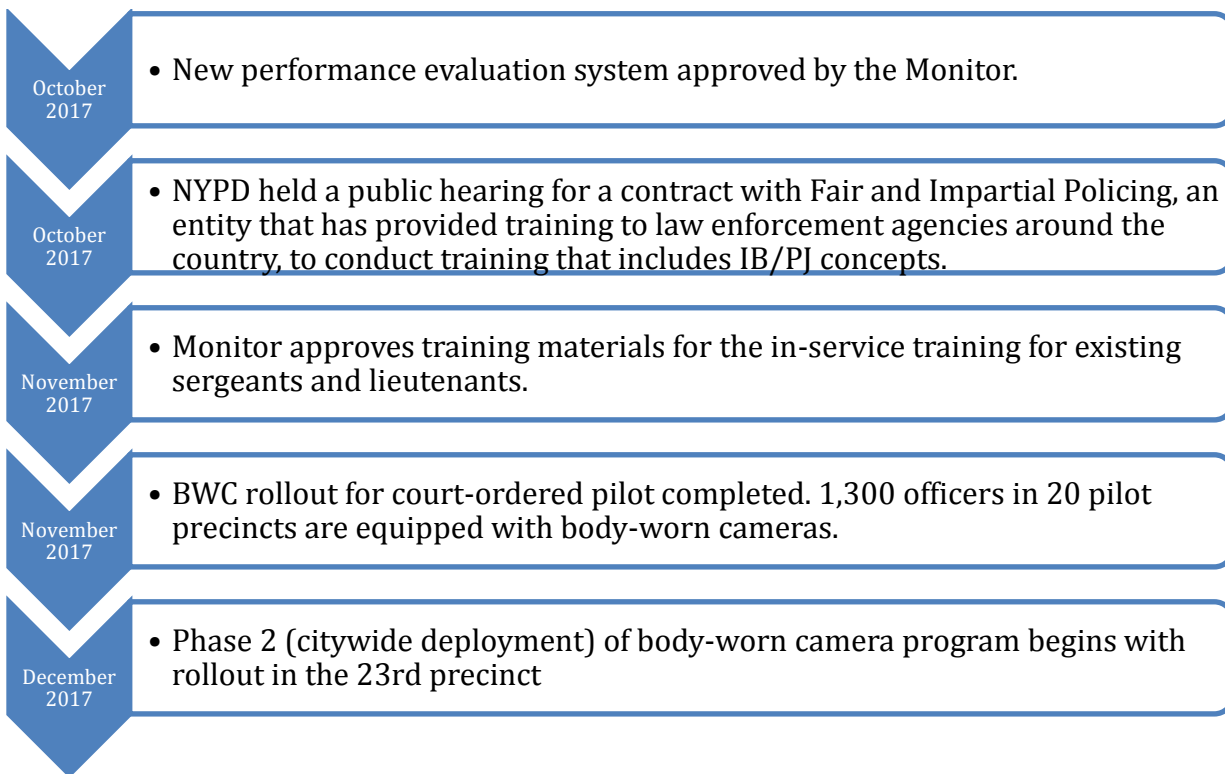 October
2017
• New performance evaluation system approved by the Monitor.
October
2017
• NYPD held a public hearing for a contract with Fair and Impartial Policing, an
entity that has provided training to law enforcement agencies around the
country, to conduct training that includes IB/PJ concepts.
November
2017
• Monitor approves training materials for the in-service training for existing
sergeants and lieutenants.
November
2017
• BWC rollout for court-ordered pilot completed. 1,300 officers in 20 pilot
precincts are equipped with body-worn cameras.
December
2017
• Phase 2 (citywide deployment) of body-worn camera program begins with
rollout in the 23rd precinct